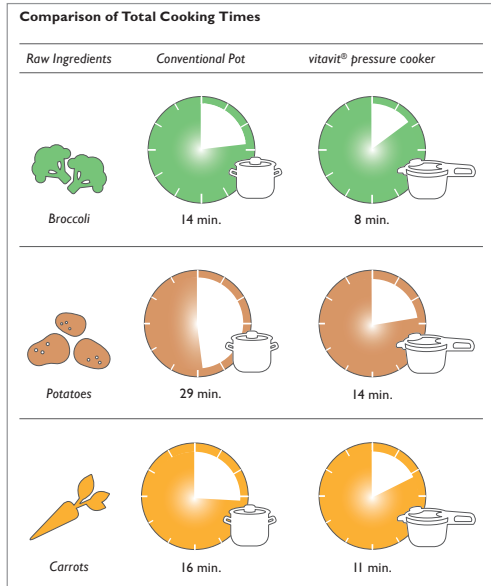 Comparison of Total Cooking Times
Raw Ingredients Conventional Pot vitavit® pressure cooker
Broccoli 14 min. 8 min.
Potatoes 29 min. 14 min.
Carrots 16 min. 11 min.